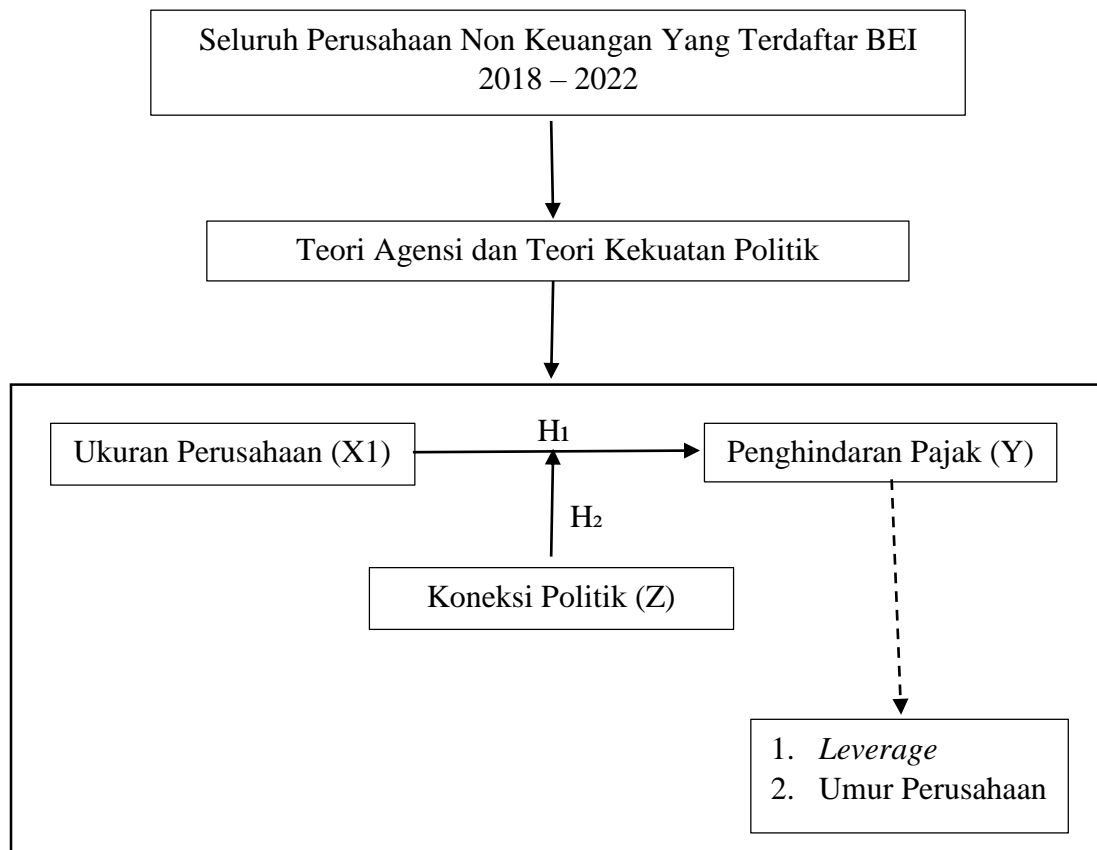 Seluruh Perusahaan Non Keuangan Yang Terdaftar BEI
2018 – 2022
Teori Agensi dan Teori Kekuatan Politik
Ukuran Perusahaan (X1)
H1
Penghindaran Pajak (Y)
H2
Koneksi Politik (Z)
1. Leverage
2. Umur Perusahaan